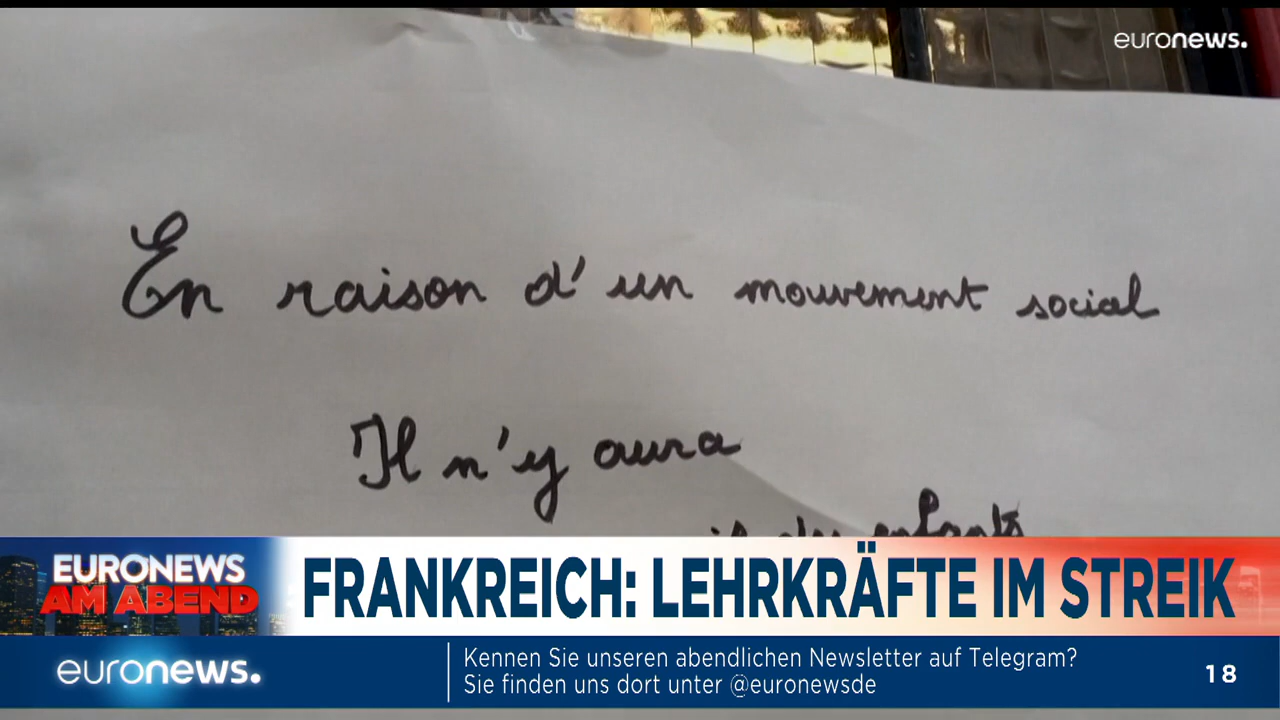 euronews.
En raison d'un mouvement social
Il n'y aura
enfants
EURONEWS
AM ABEND
FRANKREICH: LEHRKRÄFTE IM STREIK
euronews.
Kennen Sie unseren abendlichen Newsletter auf Telegram?
Sie finden uns dort unter @euronewsde
18